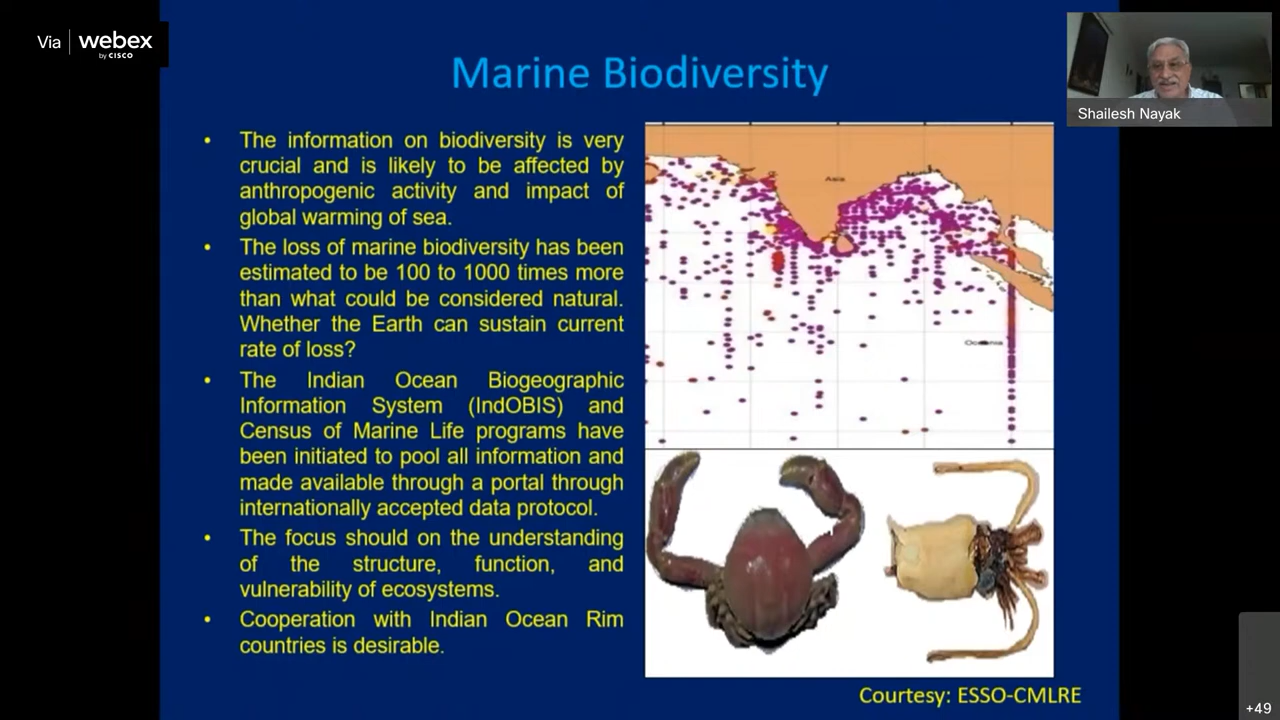 Via webex
by CISCO
Marine Biodiversity
Shailesh Nayak
• The information on biodiversity is very
crucial and is likely to be affected by
anthropogenic activity and impact of
global warming of sea.
• The loss of marine biodiversity has been
estimated to be 100 to 1000 times more
than what could be considered natural.
Whether the Earth can sustain current
rate of loss?
• The Indian Ocean Biogeographic
Information System (IndOBIS) and
Census of Marine Life programs have
been initiated to pool all information and
made available through a portal through
internationally accepted data protocol.
• The focus should on the understanding
of the structure, function, and
vulnerability of ecosystems.
• Cooperation with Indian Ocean Rim
countries is desirable.
Asia
Oceania
Courtesy: ESSO-CMLRE
+49